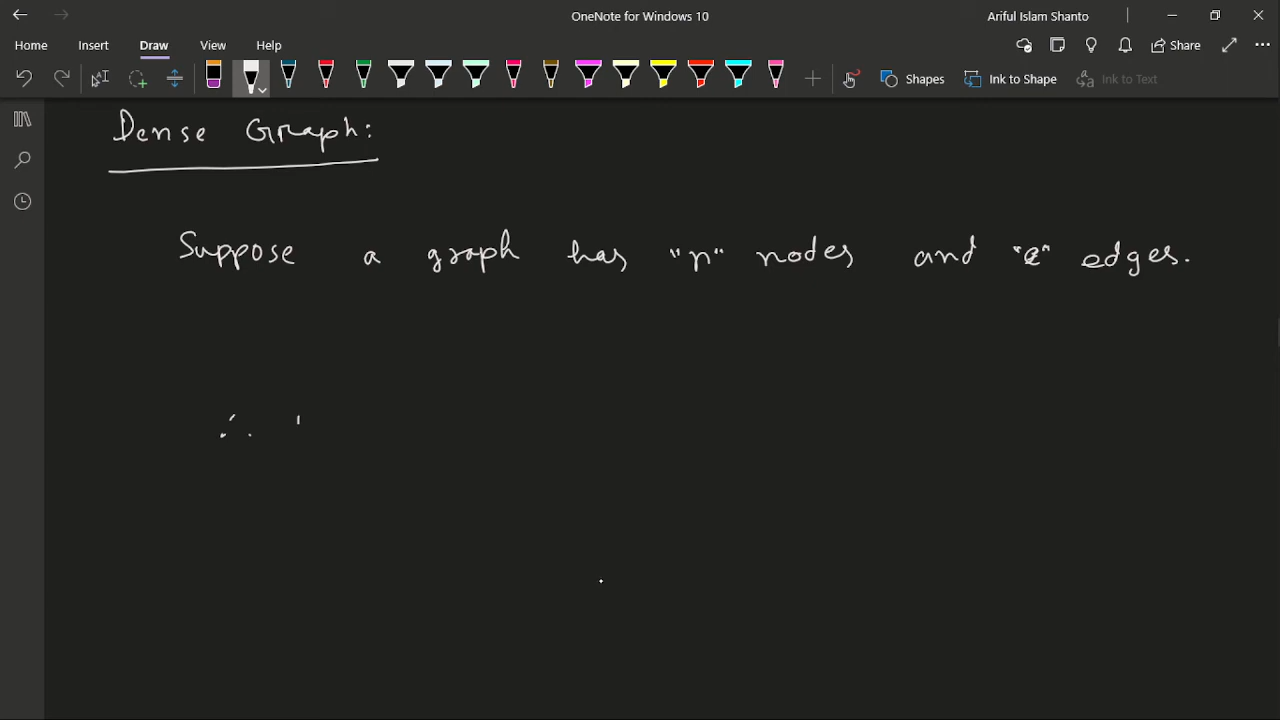 OneNote for Windows 10
Ariful Islam Shanto
Home Insert Draw View Help
Share
Shapes Ink to Shape Ink to Text
Dense Graph:
Suppose a graph has "n" nodes and "e" edges.
∴ '